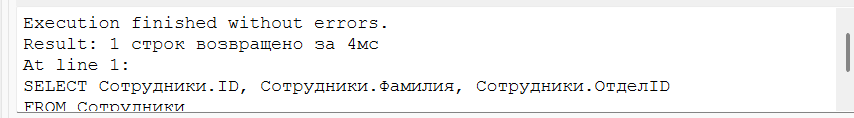 Execution finished without errors.
Result: 1 строк возвращено за 4мс
At line 1:
SELECT Сотрудники.ID, Сотрудники.Фамилия, Сотрудники.ОтделID
FROM Сотрудники